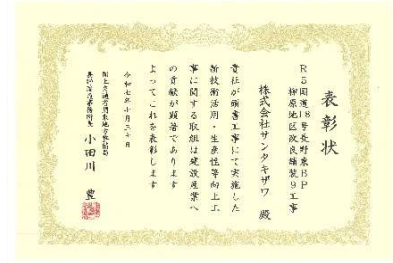 表彰状
R5国道18号長野東BP
柳原地区改良舗装9工事
株式会社サンタキザワ 殿
貴社が頭書工事にて実施した
新技術活用・生産性等向上工
事に関する取組は建設産業へ
の貢献が顕著であります
よってこれを表彰します
令和七年十月三十日
国土交通省関東地方整備局
長野国道事務所長 小田川 豊